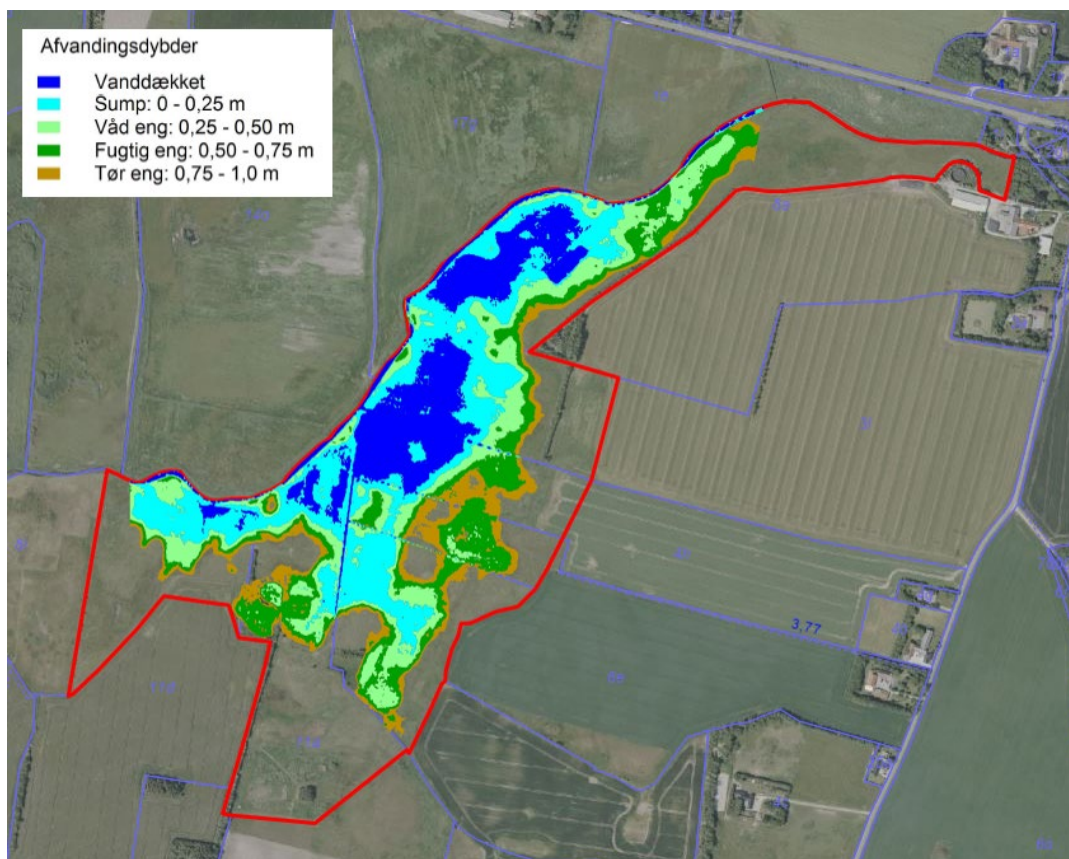 Afvandingsdybder
Vanddækket
Sump: 0 - 0,25 m
Våd eng: 0,25 - 0,50 m
Fugtig eng: 0,50 - 0,75 m
Tør eng: 0,75 - 1,0 m
3,77